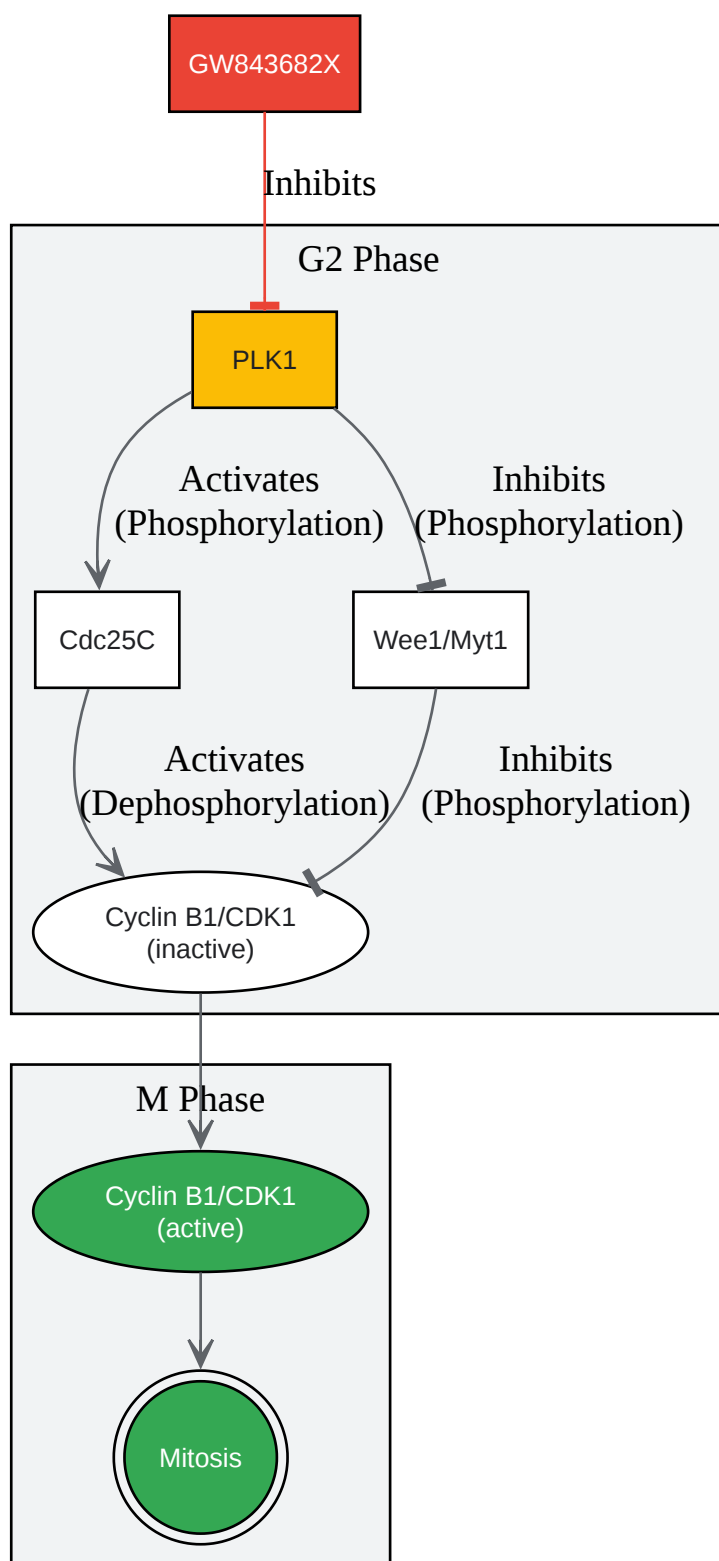 GW843682X
Inhibits
G2 Phase
PLK1
Activates
(Phosphorylation)
Inhibits
(Phosphorylation)
Cdc25C
Wee1/Myt1
Activates
(Dephosphorylation)
Inhibits
(Phosphorylation)
Cyclin B1/CDK1
(inactive)
M Phase
Cyclin B1/CDK1
(active)
Mitosis